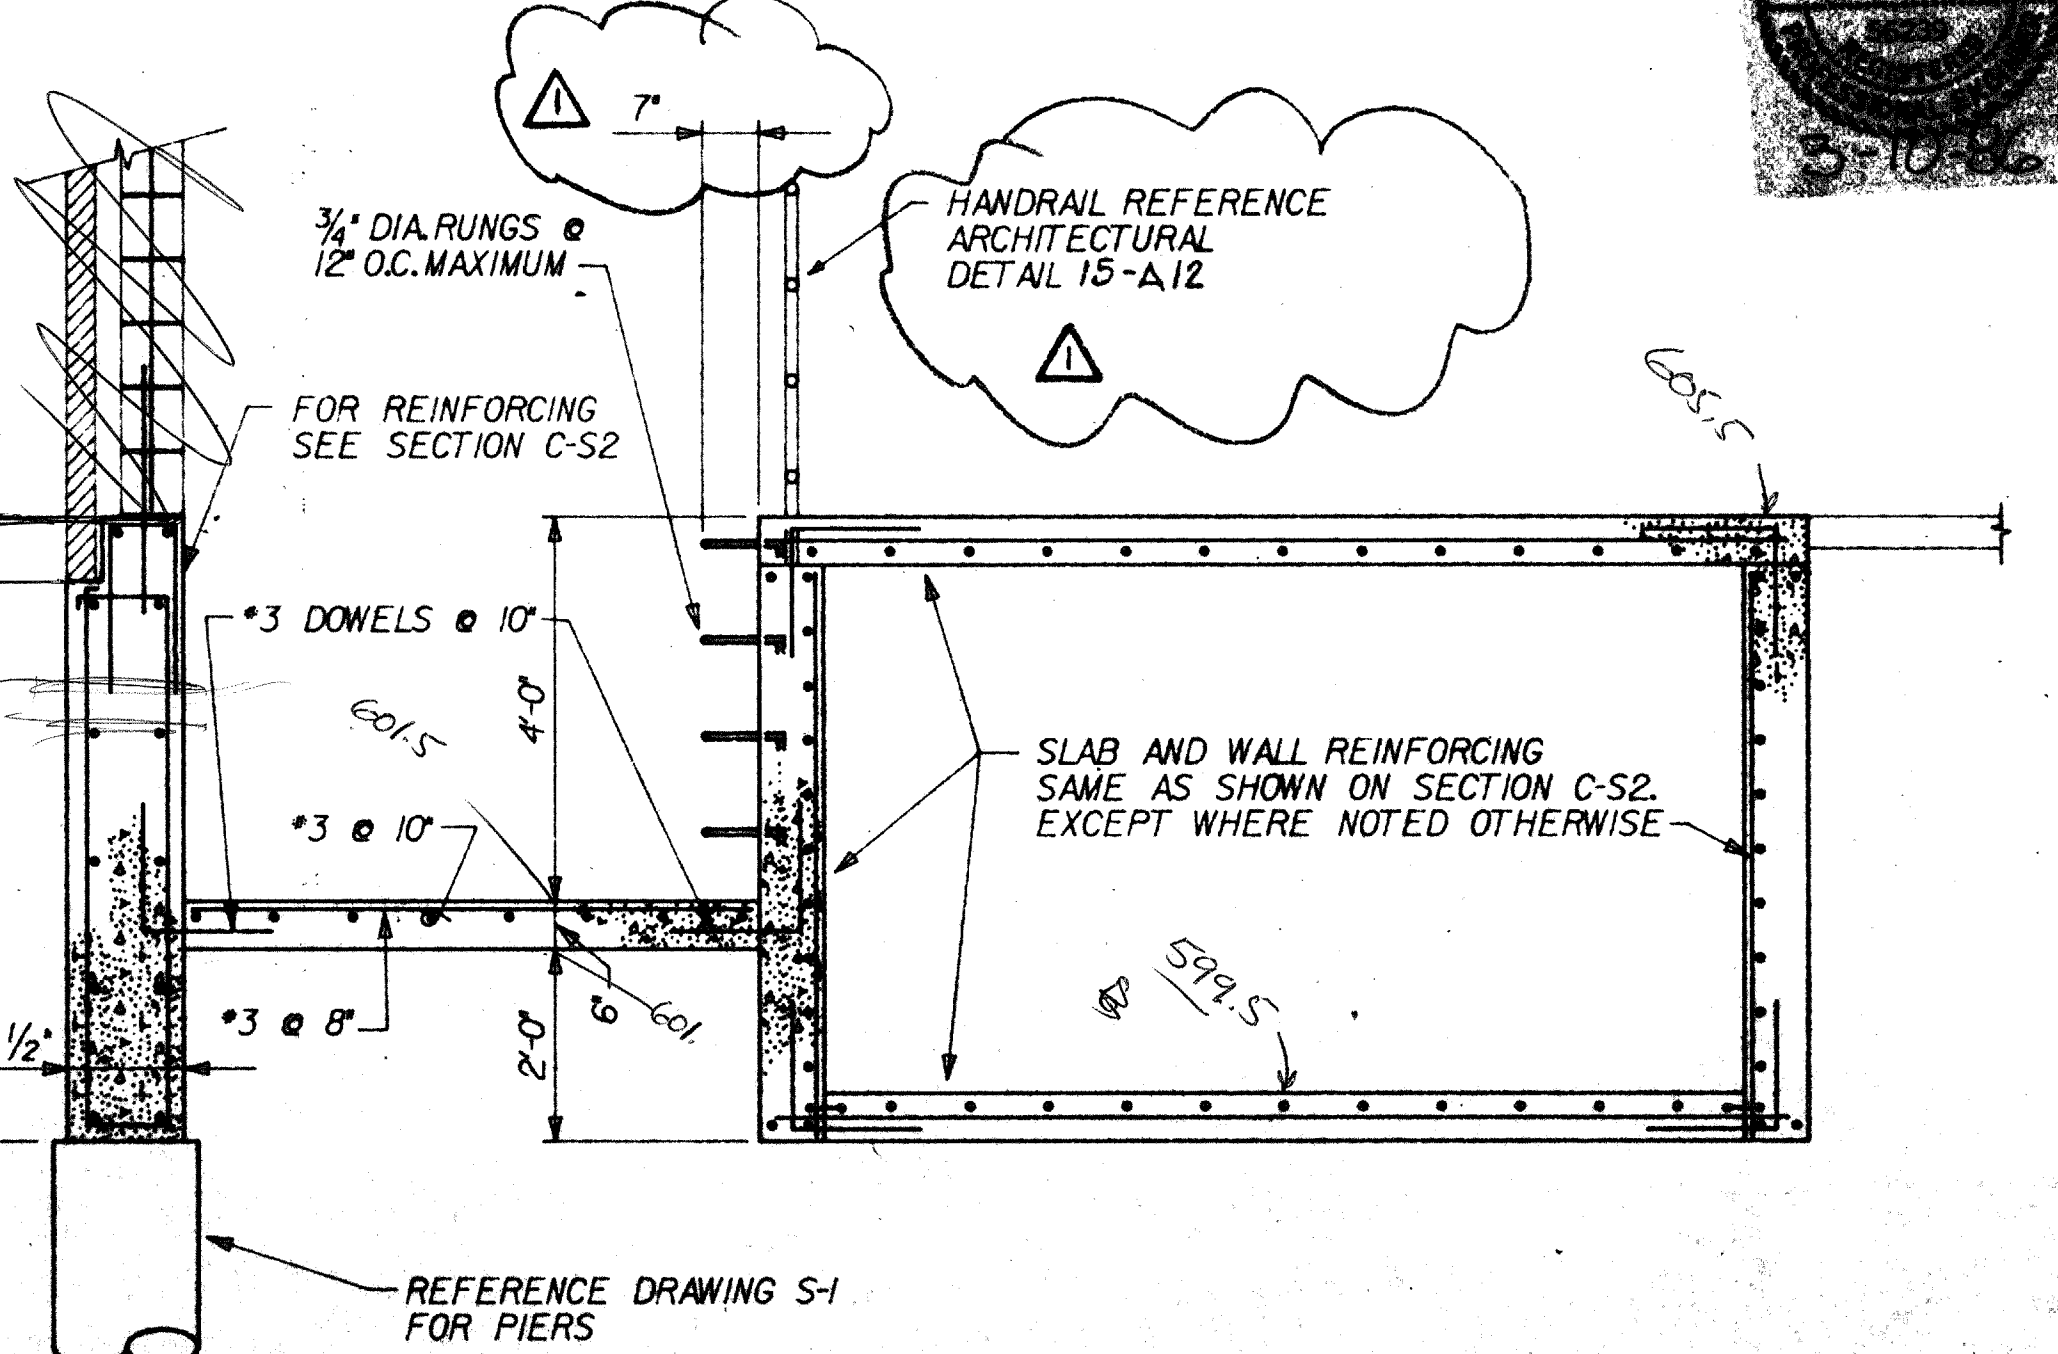 7"
3-10-86
3/4" DIA. RUNGS @
12" O.C. MAXIMUM
HANDRAIL REFERENCE
ARCHITECTURAL
DETAIL 15-A12
1
1
605.5
FOR REINFORCING
SEE SECTION C-S2
#3 DOWELS @ 10"
4'-0"
601.5
SLAB AND WALL REINFORCING
SAME AS SHOWN ON SECTION C-S2.
EXCEPT WHERE NOTED OTHERWISE
#3 @ 10"
599.5
#3 @ 8"
1/2"
2'-0"
6"
601.
REFERENCE DRAWING S-1
FOR PIERS